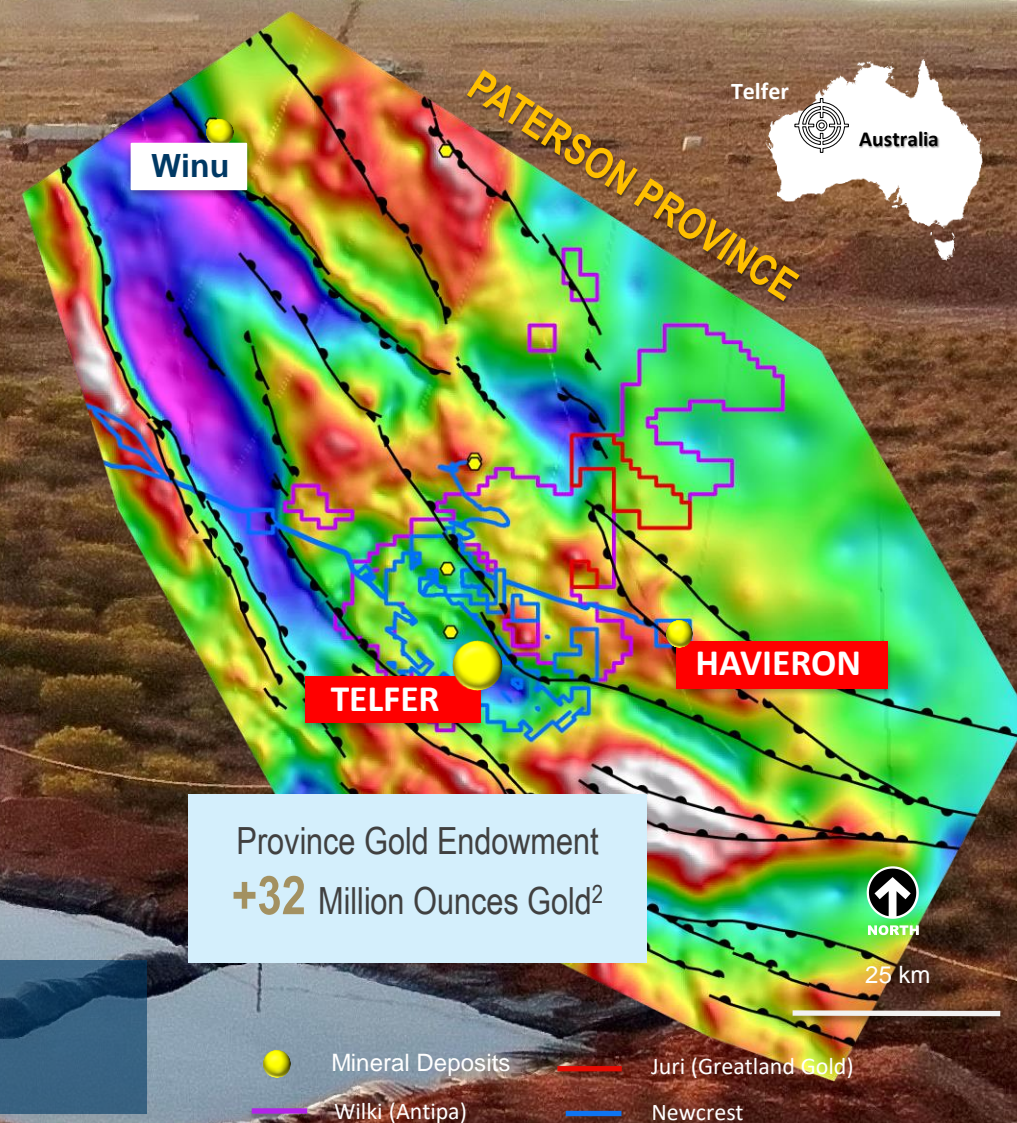 PATERSON PROVINCE
Telfer
Australia
Winu
HAVIERON
TELFER
Province Gold Endowment
+32 Million Ounces Gold²
NORTH
25 km
Mineral Deposits
Juri (Greatland Gold)
Wilki (Antipa)
Newcrest